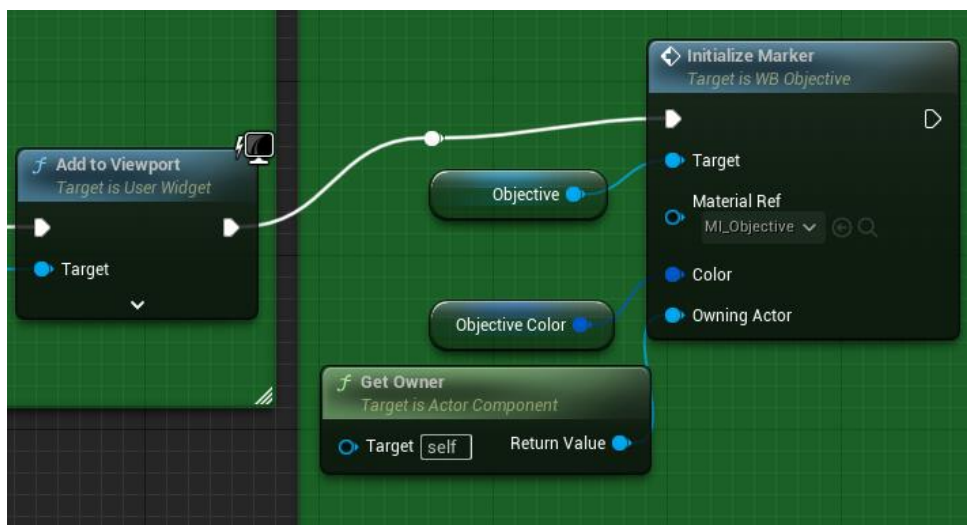 Add to Viewport
Target is User Widget
Target
Initialize Marker
Target is WB Objective
Target
Objective
Material Ref
MI_Objective
Color
Objective Color
Owning Actor
f Get Owner
Target is Actor Component
Target self Return Value